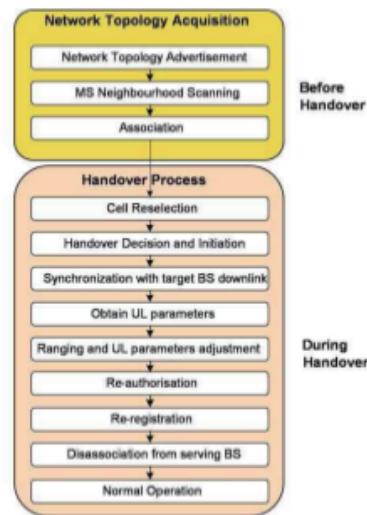 Network Topology Acquisition
Network Topology Advertisement
MS Neighbourhood Scanning
Association
Before
Handover
Handover Process
Cell Reselection
Handover Decision and Initiation
Synchronization with target BS downlink
Obtain UL parameters
Ranging and UL parameters adjustment
Re-authorisation
Re-registration
Disassociation from serving BS
Normal Operation
During
Handover